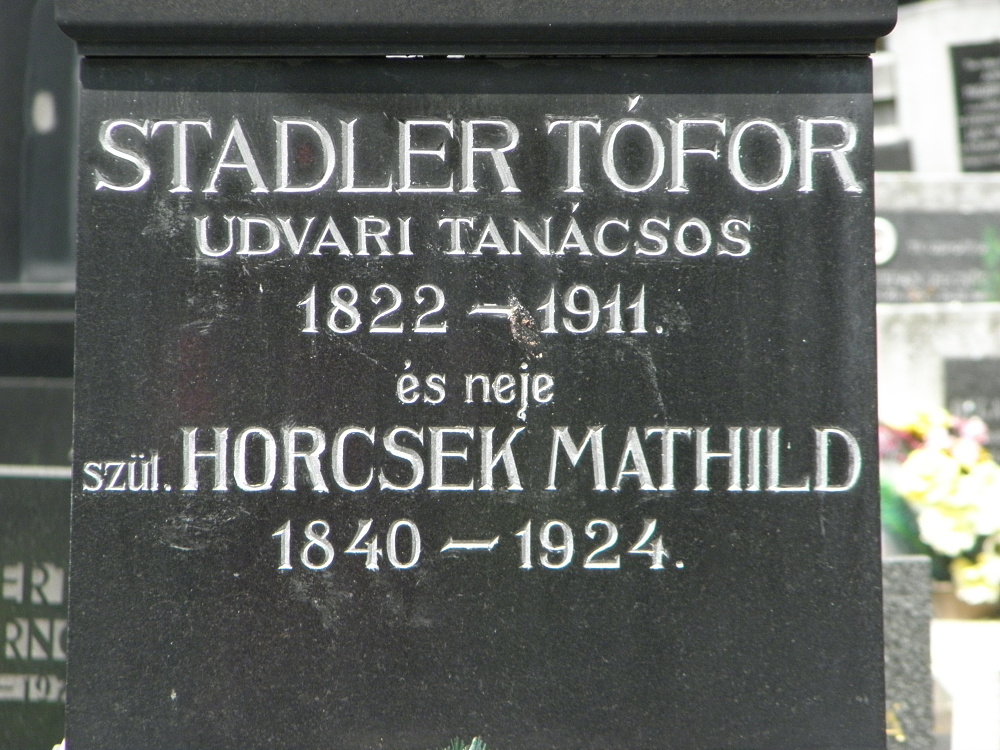 STADLER TÓFOR
UDVARI TANÁCSOS
1822 – 1911.
és neje
szül. HORCSEK MATHILD
1840 – 1924.